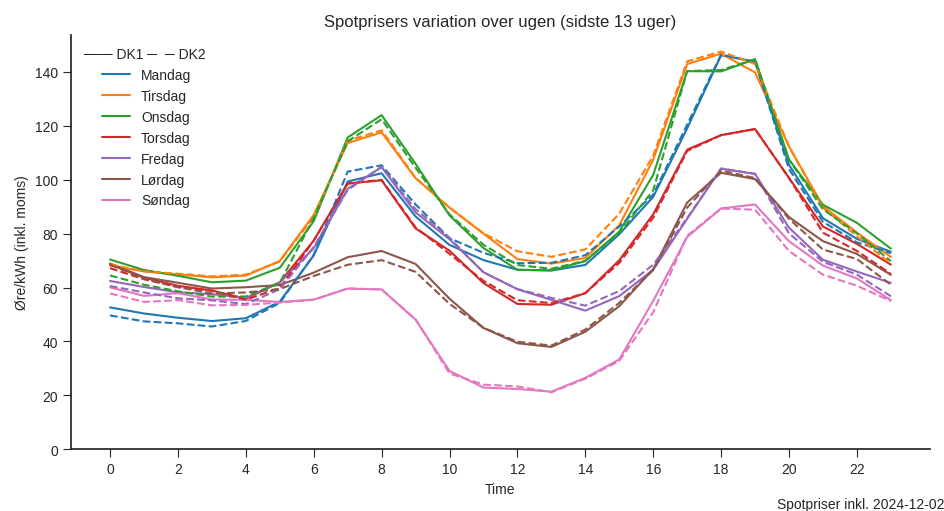 Spotprisers variation over ugen (sidste 13 uger)
DK1 DK2
Mandag
Tirsdag
Onsdag
Torsdag
Fredag
Lørdag
Søndag
Øre/kWh (inkl. moms)
140
120
100
80
60
40
20
0
0 2 4 6 8 10 12 14 16 18 20 22
Time
Spotpriser inkl. 2024-12-02